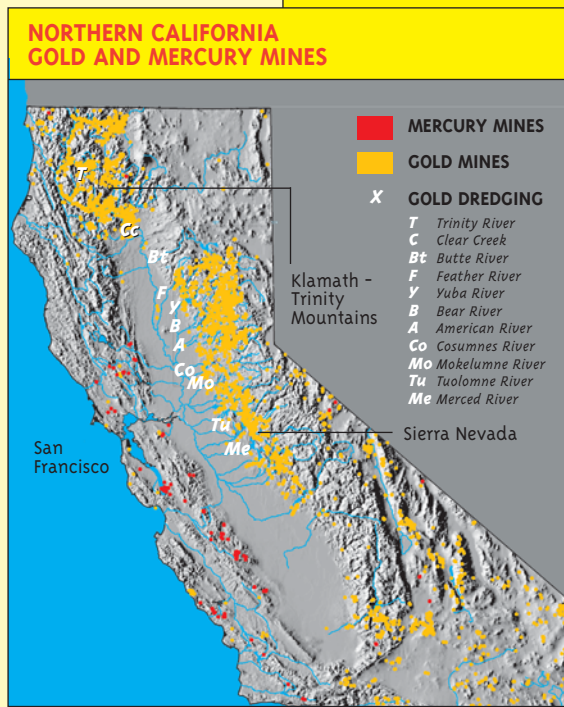 NORTHERN CALIFORNIA
GOLD AND MERCURY MINES
MERCURY MINES
GOLD MINES
X GOLD DREDGING
T Trinity River
C Clear Creek
Bt Butte River
F Feather River
Y Yuba River
B Bear River
A American River
Co Cosumnes River
Mo Mokelumne River
Tu Tuolomne River
Me Merced River
T
Cc
Bt
F
Y
B
A
Co
Mo
Tu
Me
Klamath -
Trinity
Mountains
Sierra Nevada
San
Francisco